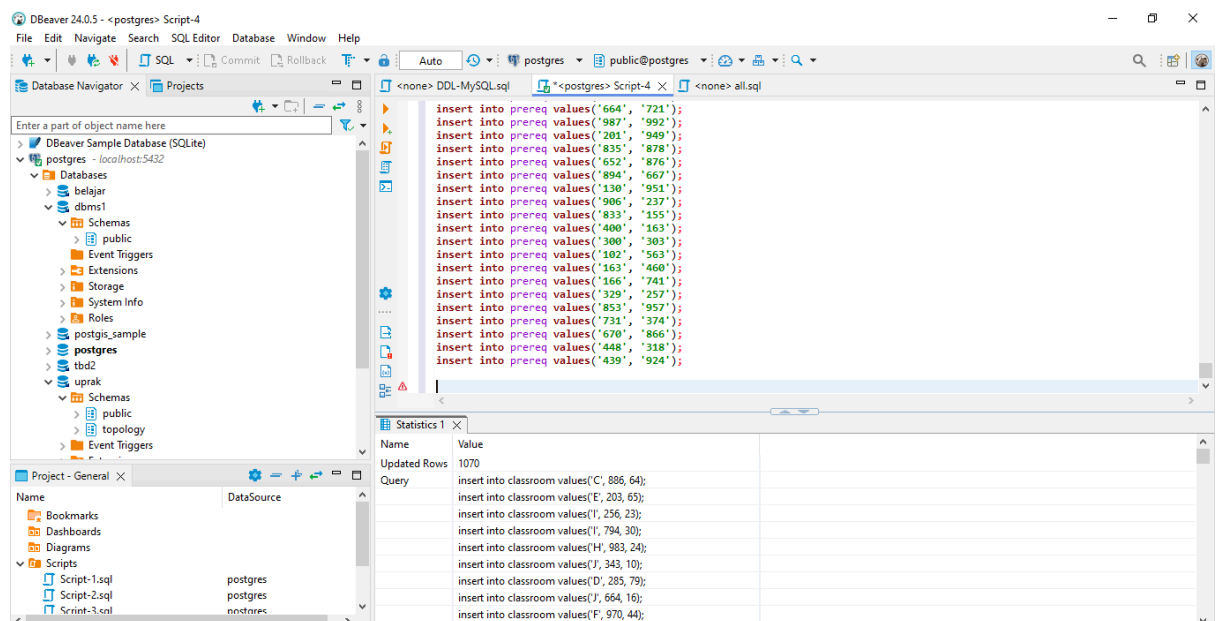 DBeaver 24.0.5 - <postgres> Script-4
File Edit Navigate Search SQL Editor Database Window Help
SQL Commit Rollback Auto postgres public@postgres
Database Navigator Projects
Enter a part of object name here
DBeaver Sample Database (SQLite)
postgres - localhost:5432
Databases
belajar
dbms1
Schemas
public
Event Triggers
Extensions
Storage
System Info
Roles
postgis_sample
postgres
tbd2
uprak
Schemas
public
topology
Event Triggers
Project - General
Name DataSource
Bookmarks
Dashboards
Diagrams
Scripts
Script-1.sql postgres
Script-2.sql postgres
Script-3.sql postgres
<none> DDL-MySQL.sql *<postgres> Script-4 <none> all.sql
insert into prereq values('664', '721');
insert into prereq values('987', '992');
insert into prereq values('201', '949');
insert into prereq values('835', '878');
insert into prereq values('652', '876');
insert into prereq values('894', '667');
insert into prereq values('130', '951');
insert into prereq values('906', '237');
insert into prereq values('833', '155');
insert into prereq values('400', '163');
insert into prereq values('300', '303');
insert into prereq values('102', '563');
insert into prereq values('163', '460');
insert into prereq values('166', '741');
insert into prereq values('329', '257');
insert into prereq values('853', '957');
insert into prereq values('731', '374');
insert into prereq values('670', '866');
insert into prereq values('448', '318');
insert into prereq values('439', '924');
Statistics 1
Name Value
Updated Rows 1070
Query insert into classroom values('C', 886, 64);
insert into classroom values('E', 203, 65);
insert into classroom values('I', 256, 23);
insert into classroom values('I', 794, 30);
insert into classroom values('H', 983, 24);
insert into classroom values('J', 343, 10);
insert into classroom values('D', 285, 79);
insert into classroom values('J', 664, 16);
insert into classroom values('F', 970, 44);